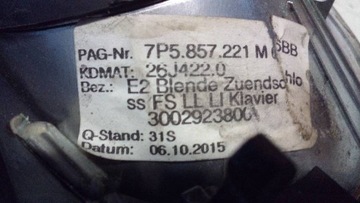 PAG-Nr. 7P5.857.221 M SBB
KDMAT: 26J422.0
Bez.: E2 Blende Zuendschlo
ss FS LL LI Klavier
3002923800
Q-Stand: 31S
Datum: 06.10.2015